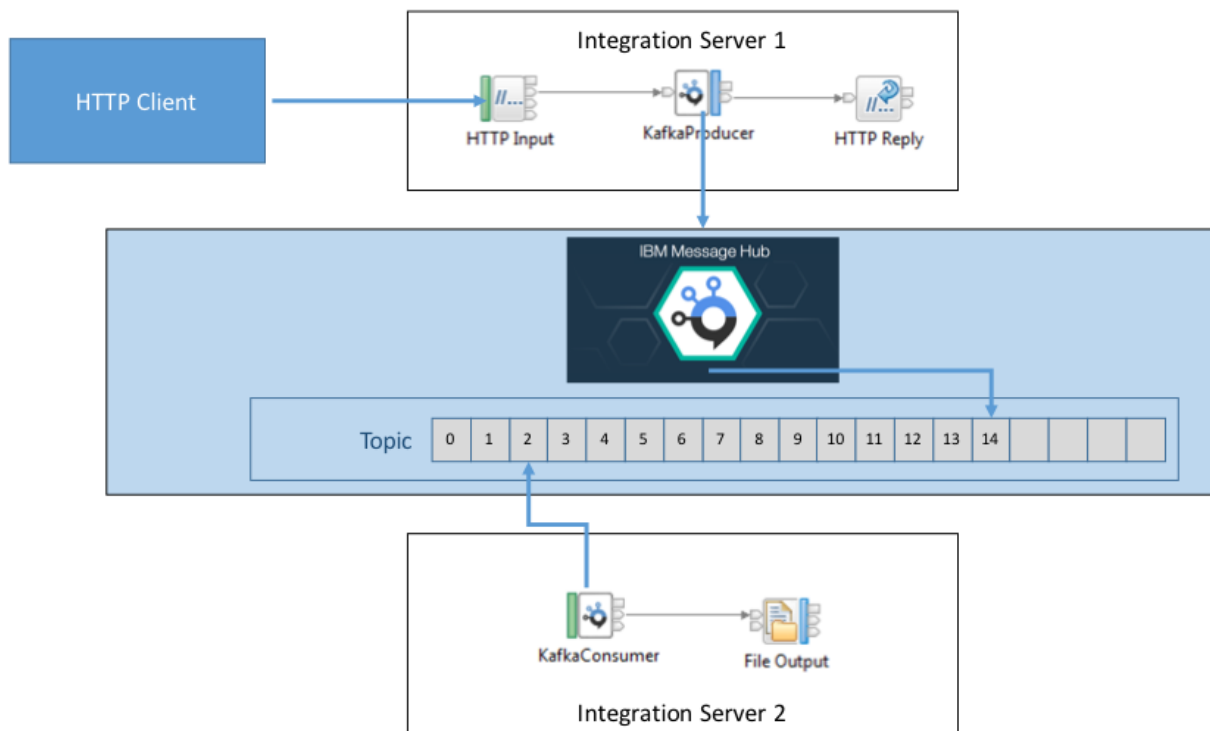 Integration Server 1
HTTP Client
//...
HTTP Input
KafkaProducer
//...
HTTP Reply
IBM Message Hub
Topic 0 1 2 3 4 5 6 7 8 9 10 11 12 13 14
KafkaConsumer
File Output
Integration Server 2